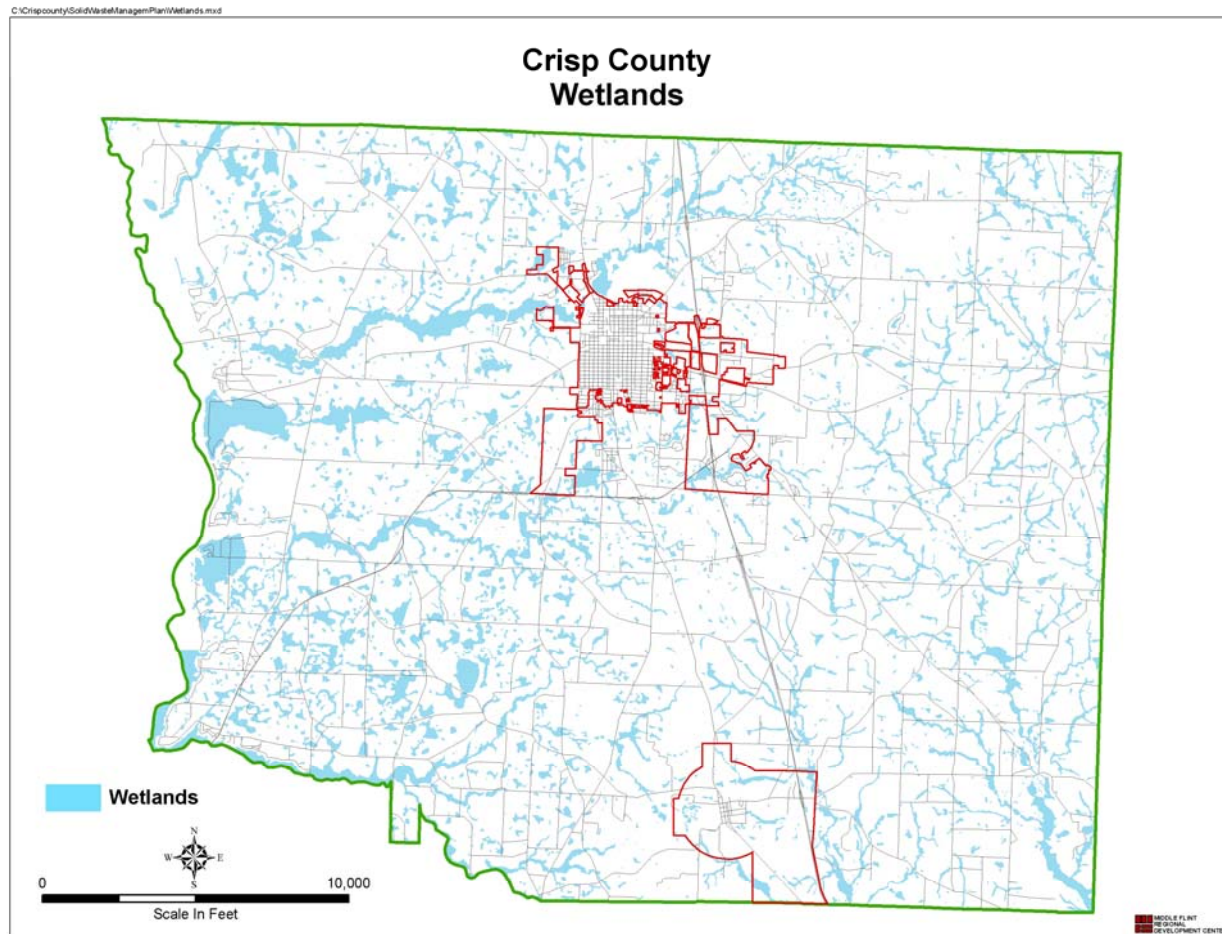 C:\Crispcounty\SolidWasteManagemPlan\Wetlands.mxd
Crisp County
Wetlands
Wetlands
N
W E
S
0 10,000
Scale In Feet
MIDDLE FLINT
REGIONAL
DEVELOPMENT CENTE